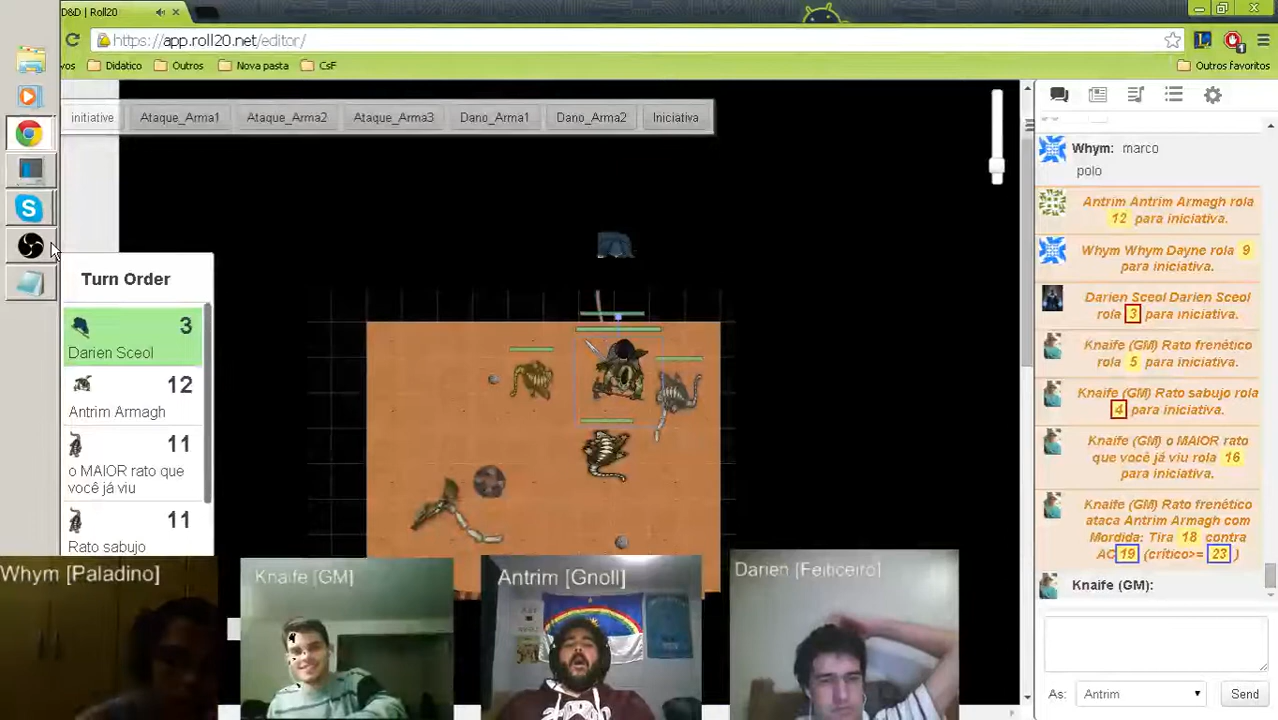 D&D | Roll20
https://app.roll20.net/editor/
vos Didatico Outros Nova pasta CsF Outros favoritos
initiative Ataque_Arma1 Ataque_Arma2 Ataque_Arma3 Dano_Arma1 Dano_Arma2 Iniciativa
Turn Order
3
Darien Sceol
12
Antrim Armagh
11
o MAIOR rato que
você já viu
11
Rato sabujo
Whym: marco
polo
Antrim Antrim Armagh rola
12 para iniciativa.
Whym Whym Dayne rola 9
para iniciativa.
Darien Sceol Darien Sceol
rola 3 para iniciativa.
Knaife (GM) Rato frenético
rola 5 para iniciativa.
Knaife (GM) Rato sabujo rola
4 para iniciativa.
Knaife (GM) o MAIOR rato
que você já viu rola 16
para iniciativa.
Knaife (GM) Rato frenético
ataca Antrim Armagh com
Mordida: Tira 18 contra
AC 19 (crítico>= 23 )
Knaife (GM):
As: Antrim Send
Whym [Paladino]
Knaife [GM]
Antrim [Gnoll]
Darien [Feiticeiro]